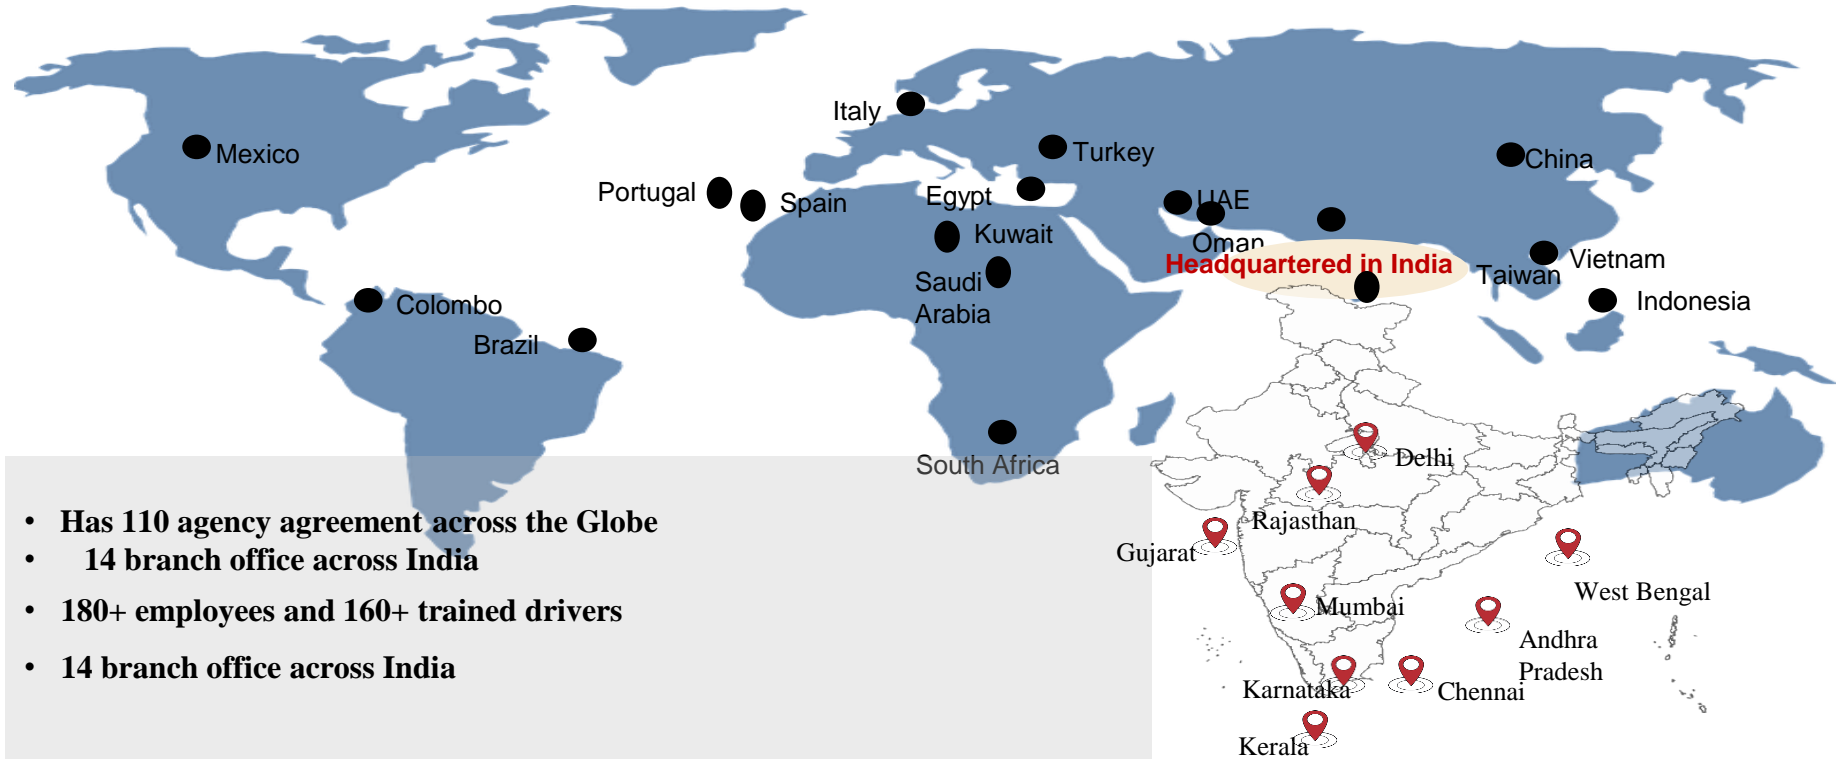 Italy
Mexico
Turkey
China
Portugal
Spain
Egypt
UAE
Kuwait
Oman
Headquartered in India
Vietnam
Taiwan
Saudi
Arabia
Colombo
Indonesia
Brazil
South Africa
Delhi
Rajasthan
Gujarat
West Bengal
Mumbai
Andhra
Pradesh
Karnataka
Chennai
Kerala
• Has 110 agency agreement across the Globe
• 14 branch office across India
• 180+ employees and 160+ trained drivers
• 14 branch office across India